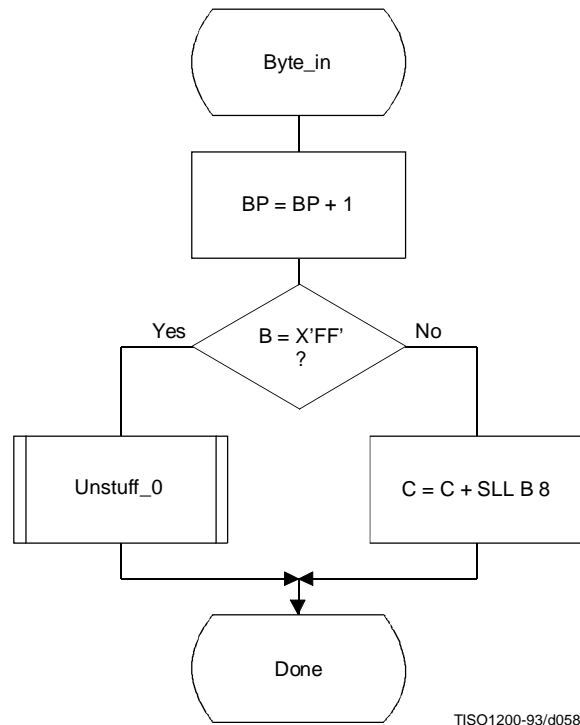 Byte_in
BP = BP + 1
Yes
B = X’FF’
?
No
Unstuff_0
C = C + SLL B 8
Done
TISO1200-93/d058